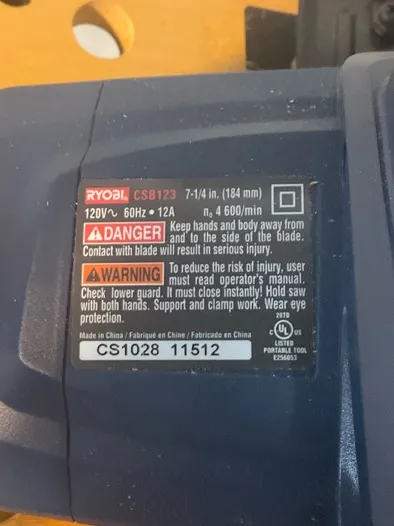 RYOBI CSB123 7-1/4 in. (184 mm)
120V∿ 60Hz • 12A n₀ 4 600/min
DANGER Keep hands and body away from
and to the side of the blade.
Contact with blade will result in serious injury.
WARNING To reduce the risk of injury, user
must read operator's manual.
Check lower guard. It must close instantly! Hold saw
with both hands. Support and clamp work. Wear eye
protection.
28TD
C UL US
LISTED
PORTABLE TOOL
E256053
Made in China / Fabriqué en Chine / Fabricado en China
CS1028 11512